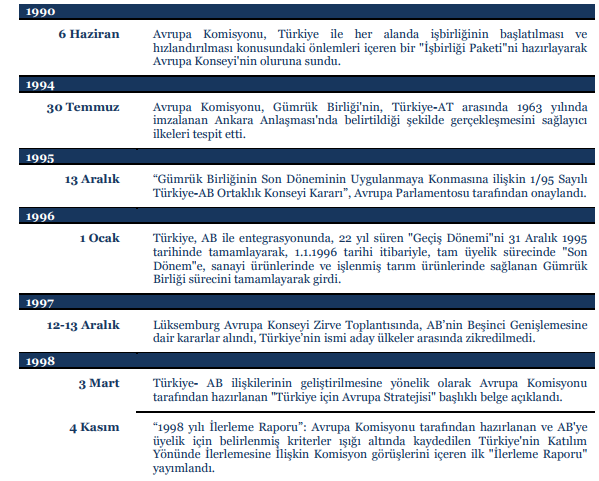 1990
6 Haziran Avrupa Komisyonu, Türkiye ile her alanda işbirliğinin başlatılması ve
hızlandırılması konusundaki önlemleri içeren bir "İşbirliği Paketi"ni hazırlayarak
Avrupa Konseyi'nin oluruna sundu.
1994
30 Temmuz Avrupa Komisyonu, Gümrük Birliği'nin, Türkiye-AT arasında 1963 yılında
imzalanan Ankara Anlaşması'nda belirtildiği şekilde gerçekleşmesini sağlayıcı
ilkeleri tespit etti.
1995
13 Aralık “Gümrük Birliğinin Son Döneminin Uygulanmaya Konmasına ilişkin 1/95 Sayılı
Türkiye-AB Ortaklık Konseyi Kararı”, Avrupa Parlamentosu tarafından onaylandı.
1996
1 Ocak Türkiye, AB ile entegrasyonunda, 22 yıl süren "Geçiş Dönemi"ni 31 Aralık 1995
tarihinde tamamlayarak, 1.1.1996 tarihi itibariyle, tam üyelik sürecinde "Son
Dönem"e, sanayi ürünlerinde ve işlenmiş tarım ürünlerinde sağlanan Gümrük
Birliği sürecini tamamlayarak girdi.
1997
12-13 Aralık Lüksemburg Avrupa Konseyi Zirve Toplantısında, AB’nin Beşinci Genişlemesine
dair kararlar alındı, Türkiye’nin ismi aday ülkeler arasında zikredilmedi.
1998
3 Mart Türkiye- AB ilişkilerinin geliştirilmesine yönelik olarak Avrupa Komisyonu
tarafından hazırlanan "Türkiye için Avrupa Stratejisi" başlıklı belge açıklandı.
4 Kasım “1998 yılı İlerleme Raporu”: Avrupa Komisyonu tarafından hazırlanan ve AB'ye
üyelik için belirlenmiş kriterler ışığı altında kaydedilen Türkiye'nin Katılım
Yönünde İlerlemesine İlişkin Komisyon görüşlerini içeren ilk "İlerleme Raporu"
yayımlandı.